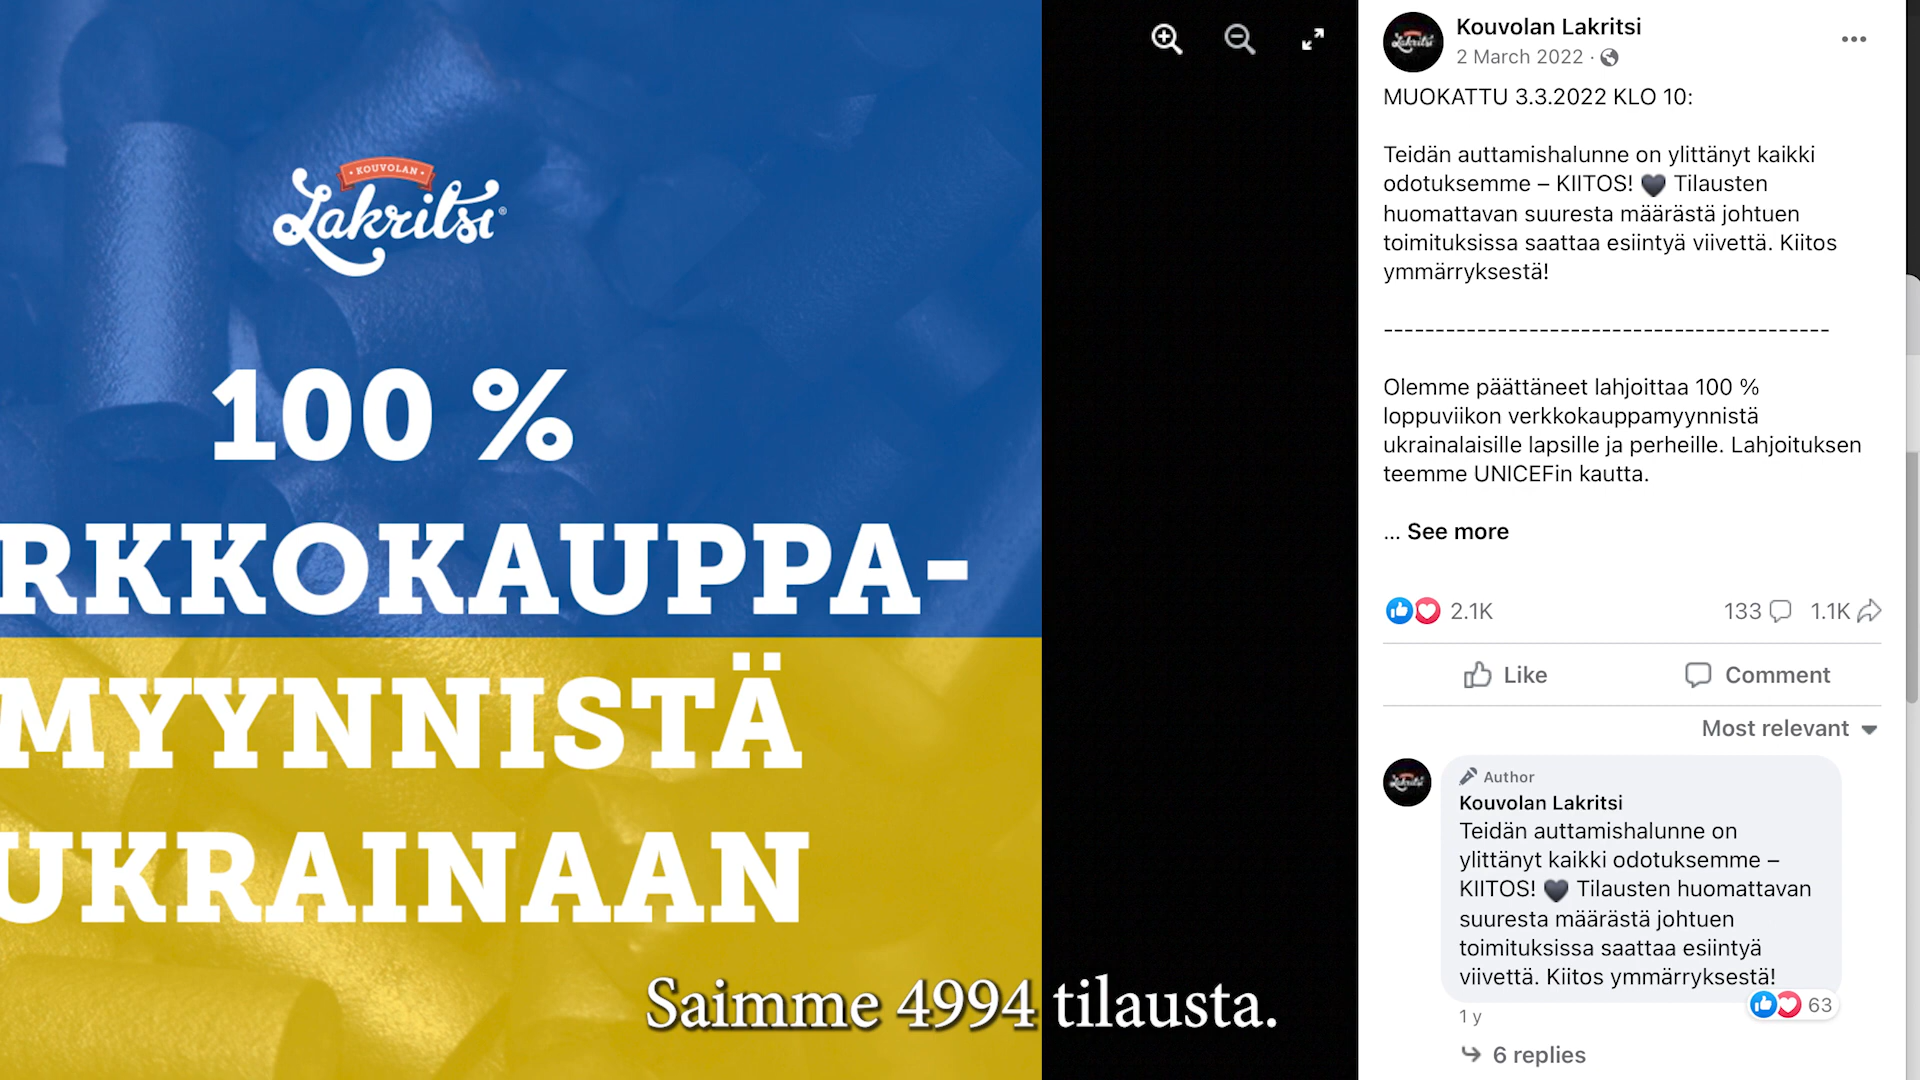 KOUVOLAN
Lakritsi®
100 %
RKKOKAUPPA-
MYYNNISTÄ
UKRAINAAN
Saimme 4994 tilausta.
Kouvolan Lakritsi
2 March 2022 ·
MUOKATTU 3.3.2022 KLO 10:
Teidän auttamishalunne on ylittänyt kaikki
odotuksemme – KIITOS! 🖤 Tilausten
huomattavan suuresta määrästä johtuen
toimituksissa saattaa esiintyä viivettä. Kiitos
ymmärryksestä!
-------------------------------------------
Olemme päättäneet lahjoittaa 100 %
loppuviikon verkkokauppamyynnistä
ukrainalaisille lapsille ja perheille. Lahjoituksen
teemme UNICEFin kautta.
... See more
2.1K 133 1.1K
Like Comment
Most relevant
Author
Kouvolan Lakritsi
Teidän auttamishalunne on
ylittänyt kaikki odotuksemme –
KIITOS! 🖤 Tilausten huomattavan
suuresta määrästä johtuen
toimituksissa saattaa esiintyä
viivettä. Kiitos ymmärryksestä!
63
1 y
6 replies